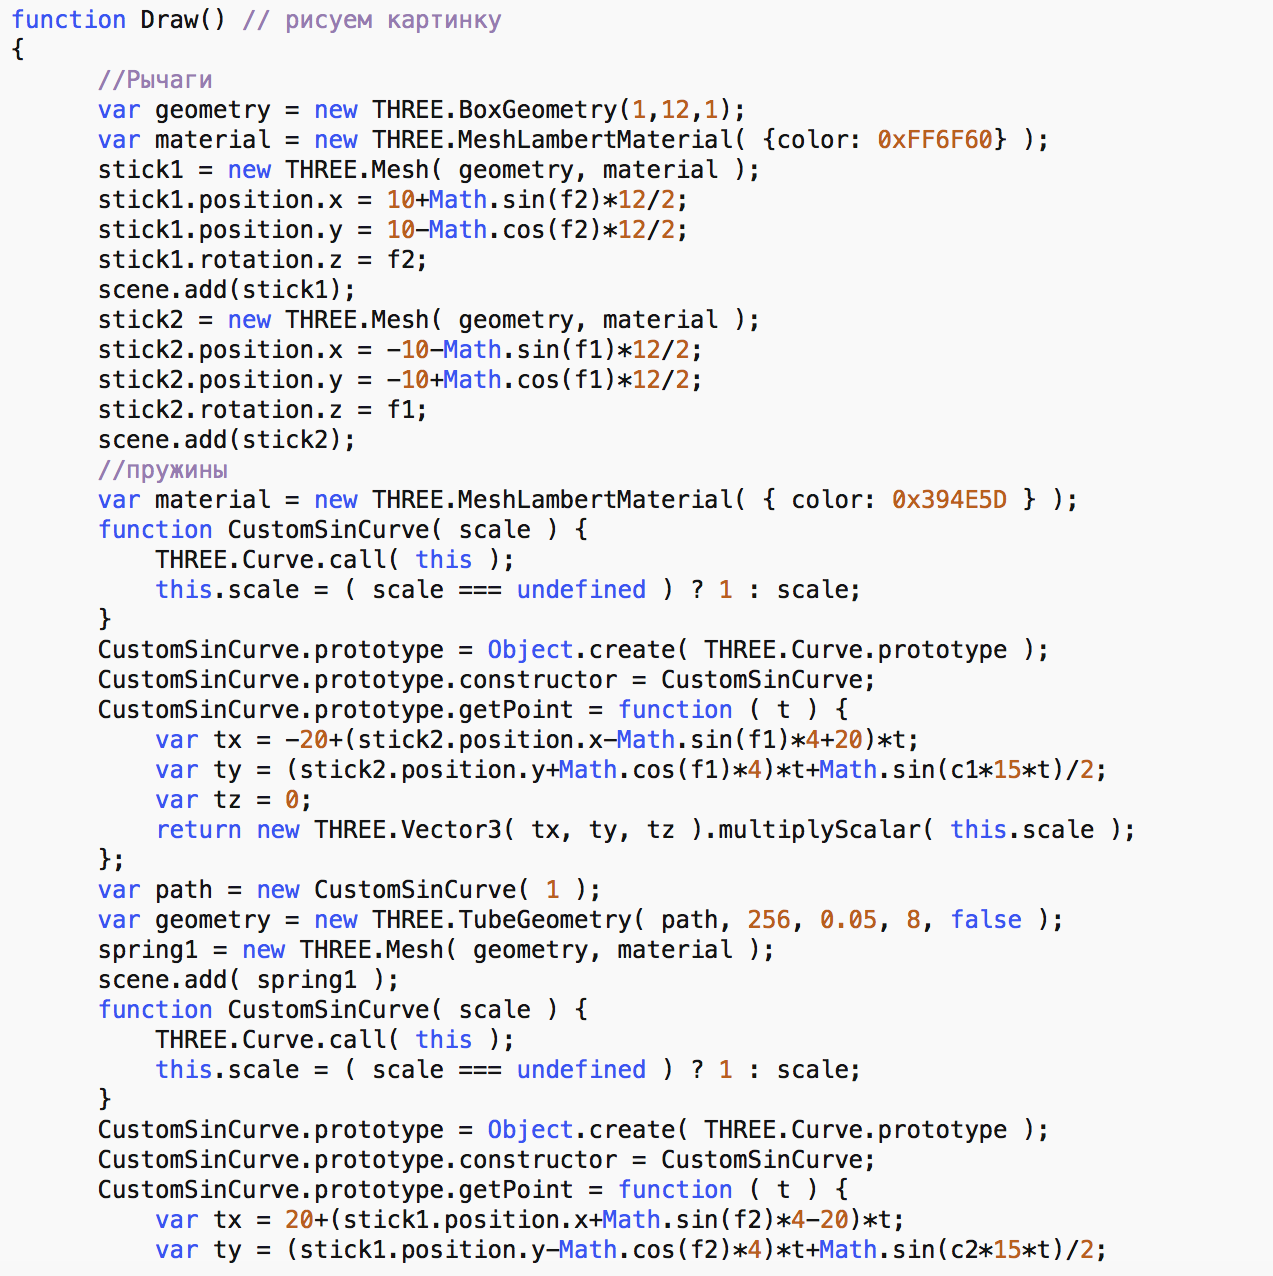 function Draw() // рисуем картинку
{
      //Рычаги
      var geometry = new THREE.BoxGeometry(1,12,1);
      var material = new THREE.MeshLambertMaterial( {color: 0xFF6F60} );
      stick1 = new THREE.Mesh( geometry, material );
      stick1.position.x = 10+Math.sin(f2)*12/2;
      stick1.position.y = 10-Math.cos(f2)*12/2;
      stick1.rotation.z = f2;
      scene.add(stick1);
      stick2 = new THREE.Mesh( geometry, material );
      stick2.position.x = -10-Math.sin(f1)*12/2;
      stick2.position.y = -10+Math.cos(f1)*12/2;
      stick2.rotation.z = f1;
      scene.add(stick2);
      //пружины
      var material = new THREE.MeshLambertMaterial( { color: 0x394E5D } );
      function CustomSinCurve( scale ) {
          THREE.Curve.call( this );
          this.scale = ( scale === undefined ) ? 1 : scale;
      }
      CustomSinCurve.prototype = Object.create( THREE.Curve.prototype );
      CustomSinCurve.prototype.constructor = CustomSinCurve;
      CustomSinCurve.prototype.getPoint = function ( t ) {
          var tx = -20+(stick2.position.x-Math.sin(f1)*4+20)*t;
          var ty = (stick2.position.y+Math.cos(f1)*4)*t+Math.sin(c1*15*t)/2;
          var tz = 0;
          return new THREE.Vector3( tx, ty, tz ).multiplyScalar( this.scale );
      };
      var path = new CustomSinCurve( 1 );
      var geometry = new THREE.TubeGeometry( path, 256, 0.05, 8, false );
      spring1 = new THREE.Mesh( geometry, material );
      scene.add( spring1 );
      function CustomSinCurve( scale ) {
          THREE.Curve.call( this );
          this.scale = ( scale === undefined ) ? 1 : scale;
      }
      CustomSinCurve.prototype = Object.create( THREE.Curve.prototype );
      CustomSinCurve.prototype.constructor = CustomSinCurve;
      CustomSinCurve.prototype.getPoint = function ( t ) {
          var tx = 20+(stick1.position.x+Math.sin(f2)*4-20)*t;
          var ty = (stick1.position.y-Math.cos(f2)*4)*t+Math.sin(c2*15*t)/2;